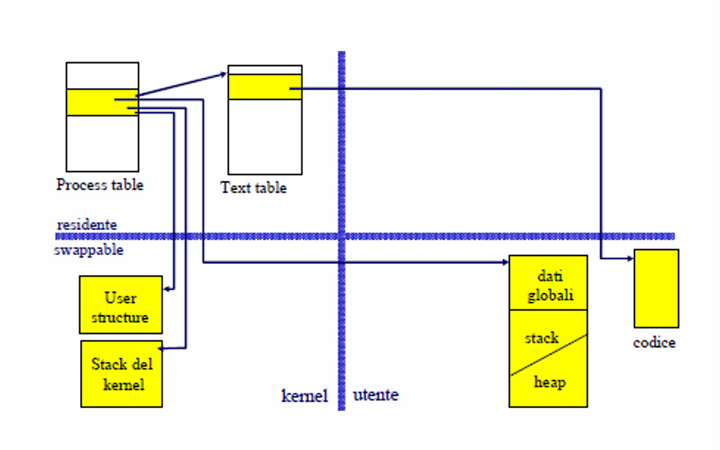 Process table
Text table
residente
swappable
User
structure
Stack del
kernel
kernel
utente
dati
globali
stack
heap
codice